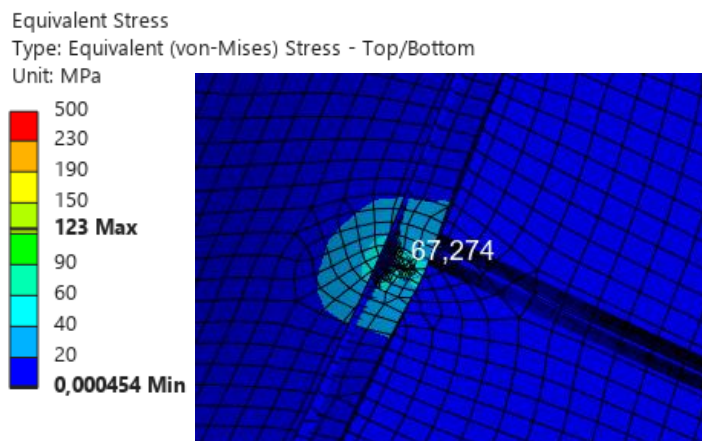 Equivalent Stress
Type: Equivalent (von-Mises) Stress - Top/Bottom
Unit: MPa
500
230
190
150
123 Max
90
60
40
20
0,000454 Min
67,274